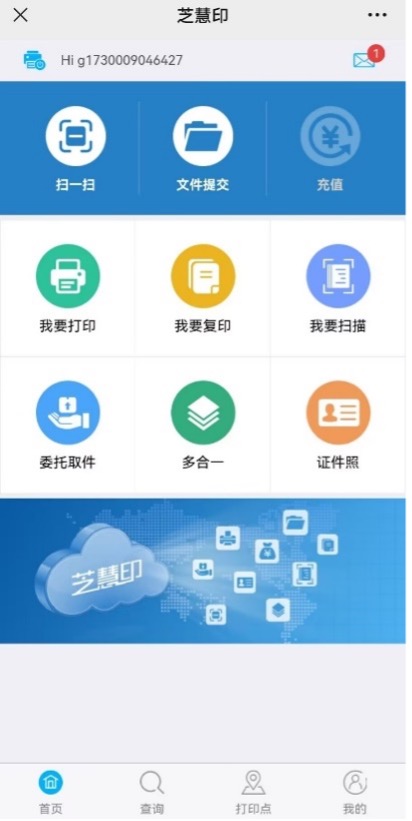 芝慧印
Hi g1730009046427
1
扫一扫
文件提交
充值
我要打印
我要复印
我要扫描
委托取件
多合一
证件照
芝慧印
首页
查询
打印点
我的